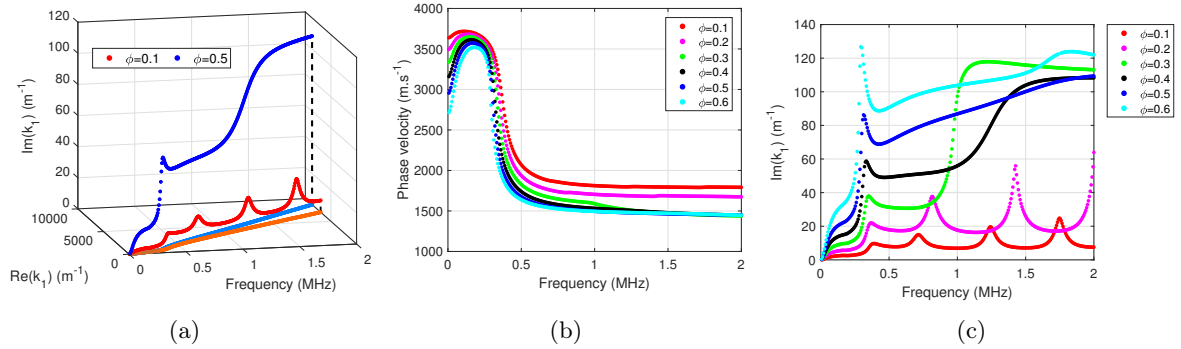 120
100
80
60
40
20
0
Im(k1) (m-1)
ϕ=0.1 ϕ=0.5
10000
5000
0
Re(k1) (m-1)
0
0.5
1
1.5
2
Frequency (MHz)
(a)
4000
3500
3000
2500
2000
1500
1000
Phase velocity (m.s-1)
ϕ=0.1
ϕ=0.2
ϕ=0.3
ϕ=0.4
ϕ=0.5
ϕ=0.6
0 0.5 1 1.5 2
Frequency (MHz)
(b)
140
120
100
80
60
40
20
0
Im(k1) (m-1)
ϕ=0.1
ϕ=0.2
ϕ=0.3
ϕ=0.4
ϕ=0.5
ϕ=0.6
0 0.5 1 1.5 2
Frequency (MHz)
(c)